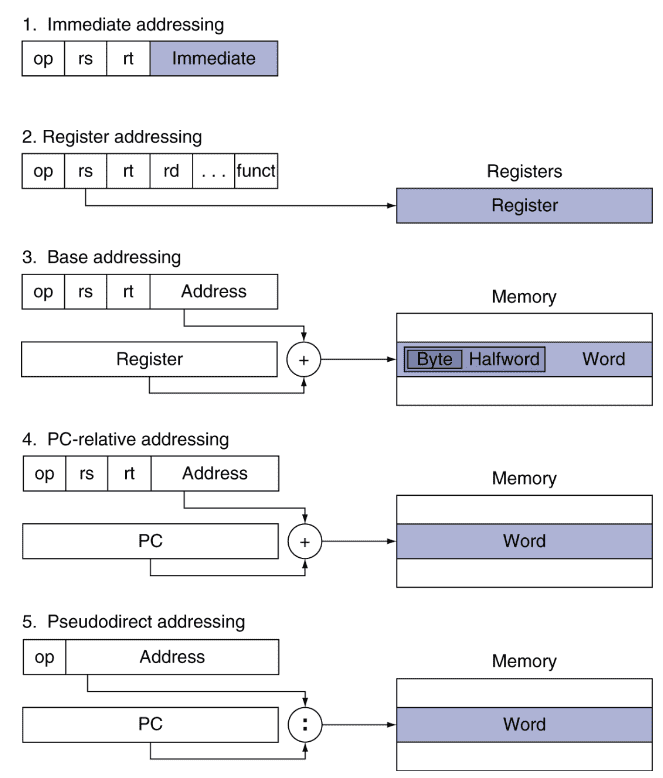 1. Immediate addressing
op rs rt Immediate
2. Register addressing
op rs rt rd . . . funct
Registers
Register
3. Base addressing
op rs rt Address
Memory
Register
+
Byte Halfword Word
4. PC-relative addressing
op rs rt Address
Memory
PC
+
Word
5. Pseudodirect addressing
op Address
Memory
PC
:
Word